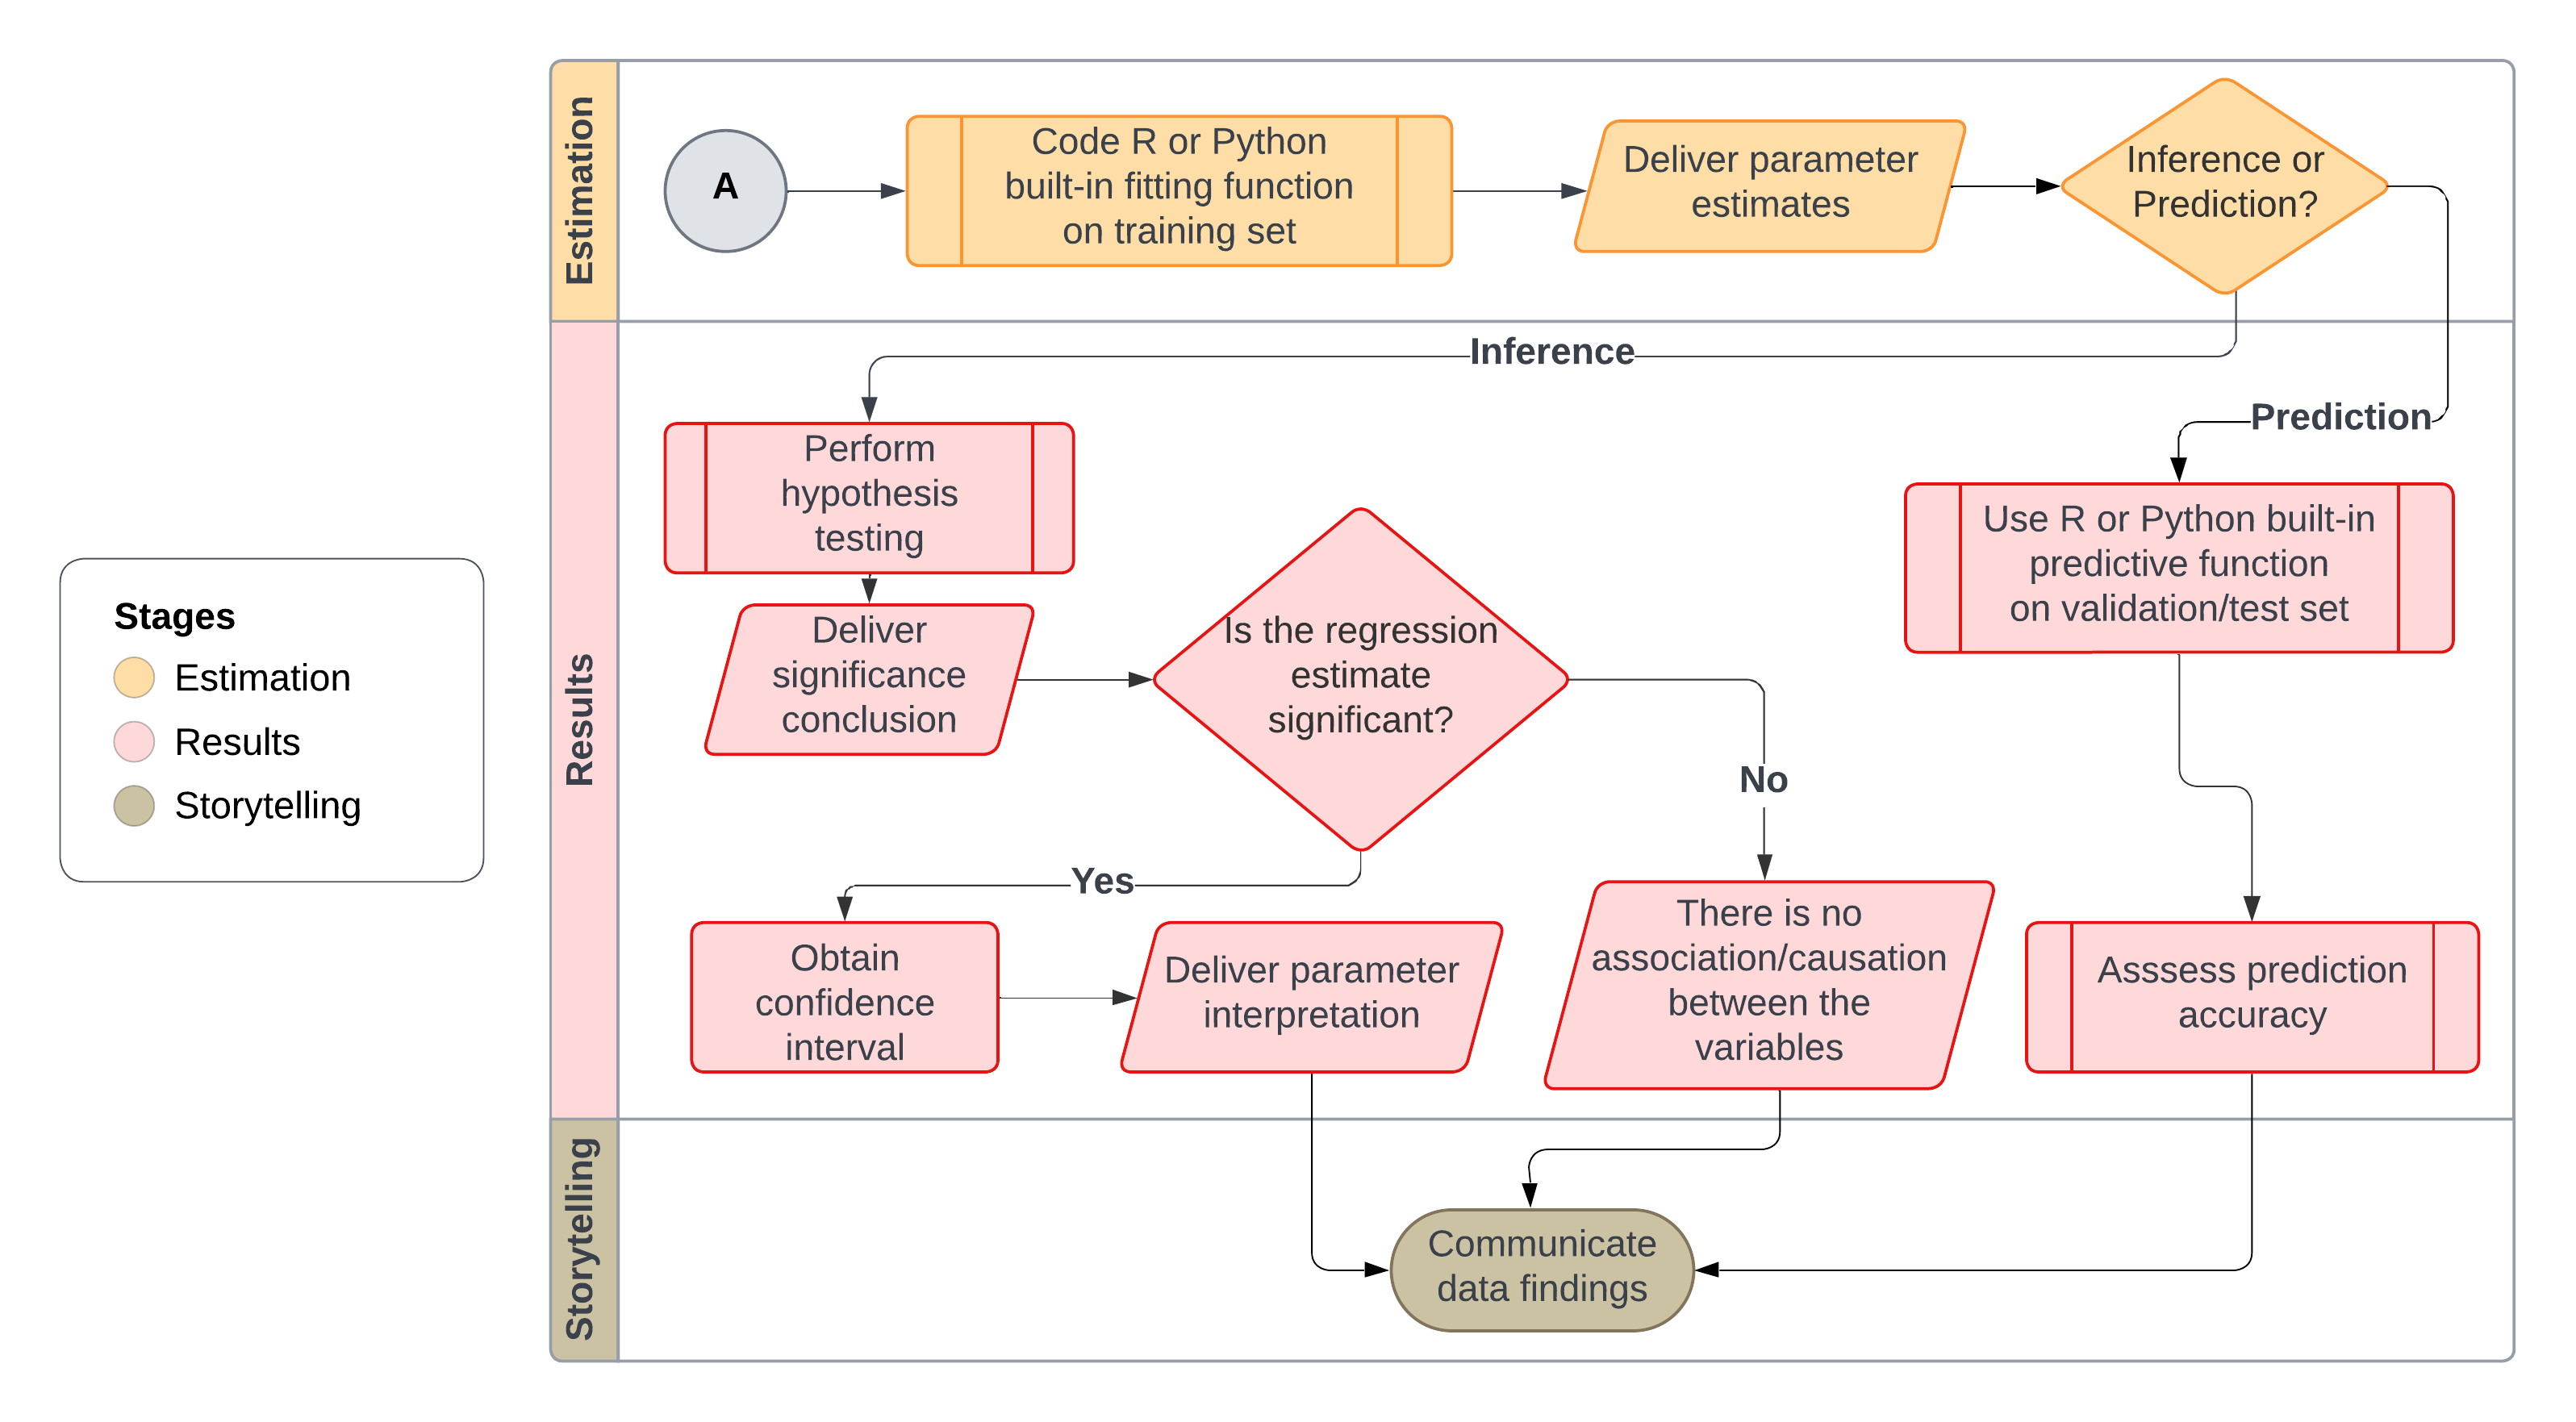 Stages
Estimation
Results
Storytelling
Estimation
A
Code R or Python
built-in fitting function
on training set
Deliver parameter
estimates
Inference or
Prediction?
Results
Inference
Prediction
Perform
hypothesis
testing
Use R or Python built-in
predictive function
on validation/test set
Deliver
significance
conclusion
Is the regression
estimate
significant?
No
Yes
Obtain
confidence
interval
Deliver parameter
interpretation
There is no
association/causation
between the
variables
Asssess prediction
accuracy
Storytelling
Communicate
data findings